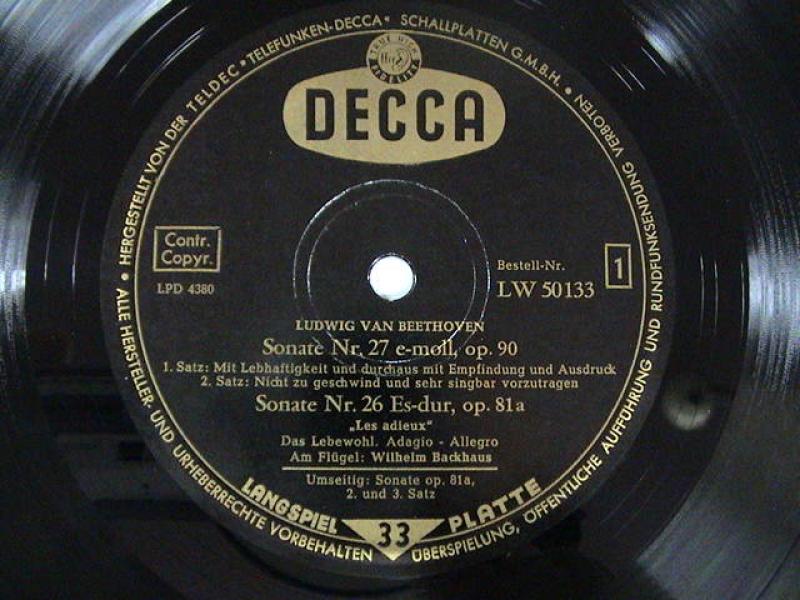 HERGESTELLT VON DER TELDEC • TELEFUNKEN-DECCA • SCHALLPLATTEN G.M.B.H. •
ALLE HERSTELLER- UND URHEBERRECHTE VORBEHALTEN
ÜBERSPIELUNG, ÖFFENTLICHE AUFFÜHRUNG UND RUNDFUNKSENDUNG VERBOTEN
DECCA
Contr.
Copyr.
LPD 4380
Bestell-Nr.
LW 50133
1
LUDWIG VAN BEETHOVEN
Sonate Nr. 27 e-moll, op. 90
1. Satz: Mit Lebhaftigkeit und durchaus mit Empfindung und Ausdruck
2. Satz: Nicht zu geschwind und sehr singbar vorzutragen
Sonate Nr. 26 Es-dur, op. 81a
„Les adieux"
Das Lebewohl. Adagio - Allegro
Am Flügel: Wilhelm Backhaus
Umseitig: Sonate op. 81a,
2. und 3. Satz
LANGSPIEL 33 PLATTE